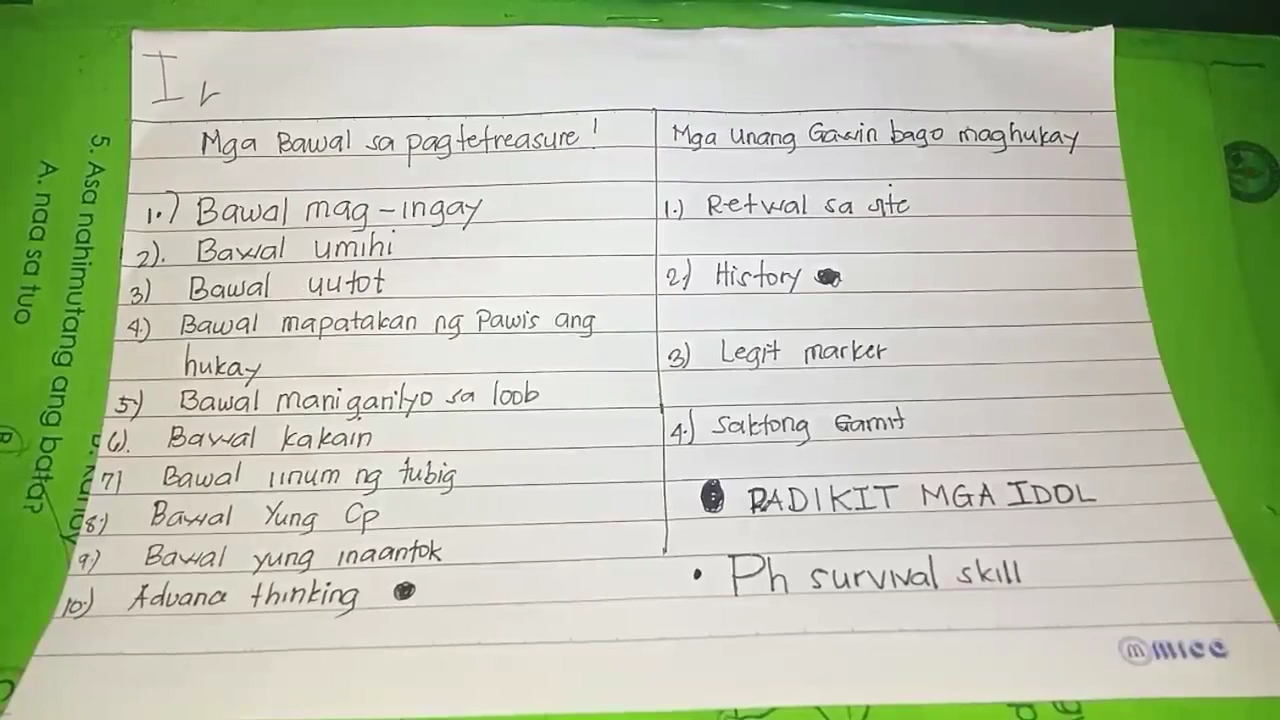 I r
Mga Bawal sa pagtetreasure!
1.) Bawal mag-ingay
2). Bawal umihi
3) Bawal uutot
4.) Bawal mapatakan ng Pawis ang
hukay
5) Bawal manigarilyo sa loob
6). Bawal kakain
7) Bawal iinum ng tubig
8) Bawal Yung Cp
9.) Bawal yung inaantok
10) Advance thinking
Mga Unang Gawin bago maghukay
1.) Retwal sa site
2.) History
3) Legit marker
4.) Saktong Gamit
PADIKIT MGA IDOL
• Ph survival skill
micc
5. Asa nahimutang ang bata?
A. naa sa tuo